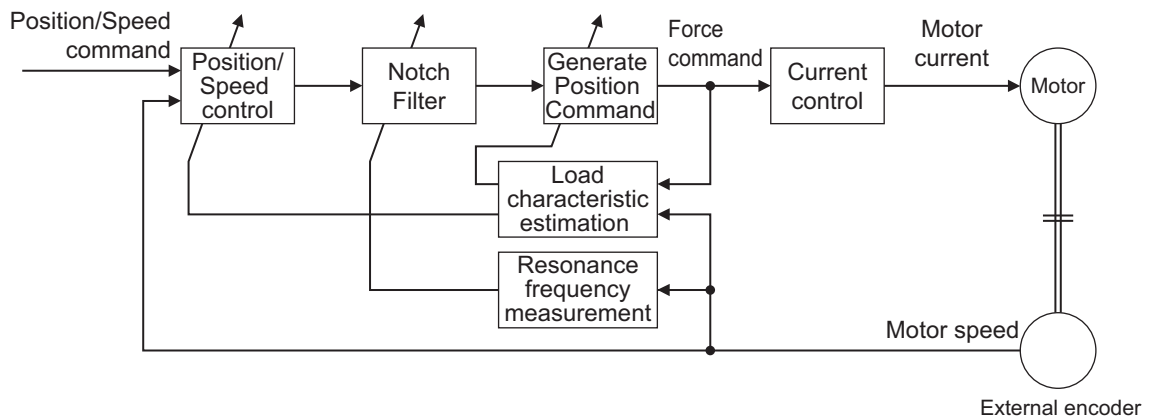 Position/Speed
command
Position/
Speed
control
Notch
Filter
Generate
Position
Command
Force
command
Current
control
Motor
current
Motor
Load
characteristic
estimation
Resonance
frequency
measurement
Motor speed
External encoder